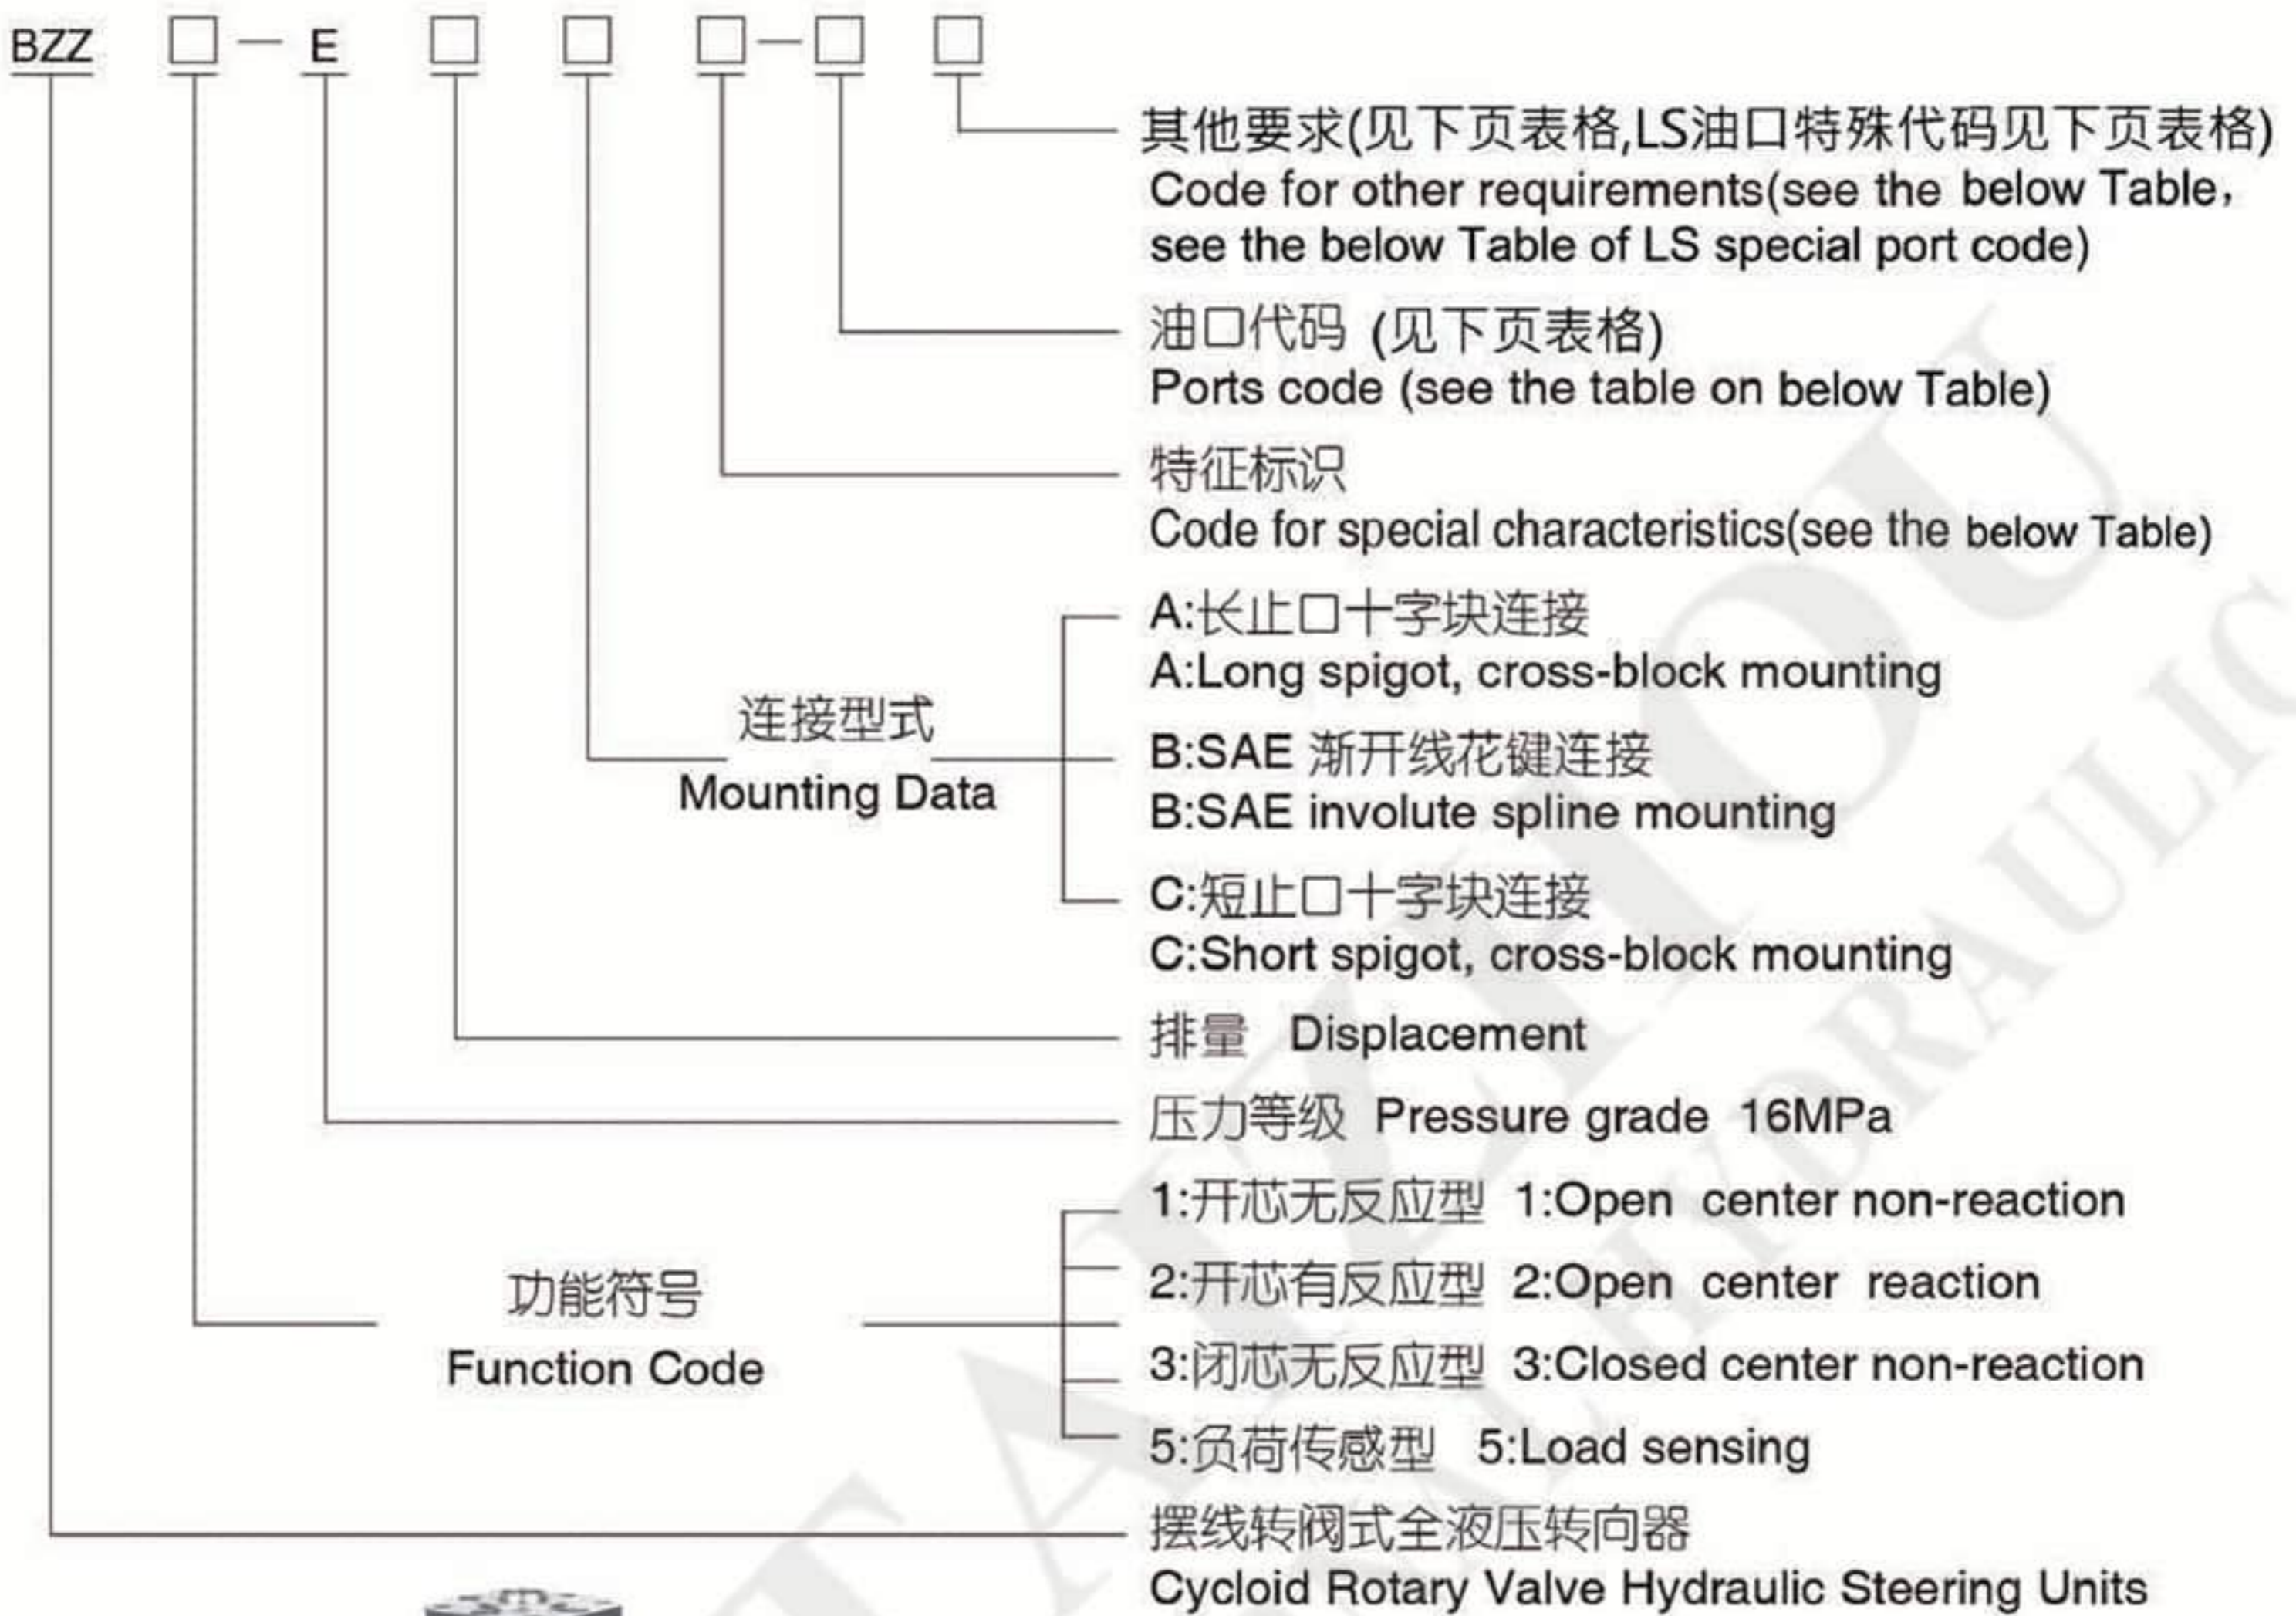 BZZ □ — E □ □ □ — □ □
其他要求(见下页表格,LS油口特殊代码见下页表格)
Code for other requirements(see the below Table,
see the below Table of LS special port code)
油口代码 (见下页表格)
Ports code (see the table on below Table)
特征标识
Code for special characteristics(see the below Table)
连接型式
Mounting Data
A:长止口十字块连接
A:Long spigot, cross-block mounting
B:SAE 渐开线花键连接
B:SAE involute spline mounting
C:短止口十字块连接
C:Short spigot, cross-block mounting
排量 Displacement
压力等级 Pressure grade 16MPa
功能符号
Function Code
1:开芯无反应型 1:Open center non-reaction
2:开芯有反应型 2:Open center reaction
3:闭芯无反应型 3:Closed center non-reaction
5:负荷传感型 5:Load sensing
摆线转阀式全液压转向器
Cycloid Rotary Valve Hydraulic Steering Units
TAIZHOU
HYDRAULIC